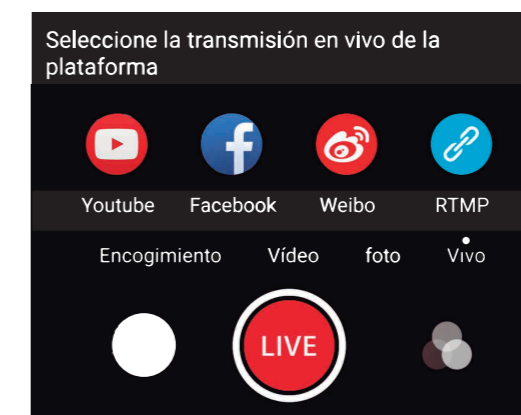 Seleccione la transmisión en vivo de la
plataforma
Youtube Facebook Weibo RTMP
Encogimiento Vídeo foto Vivo
LIVE